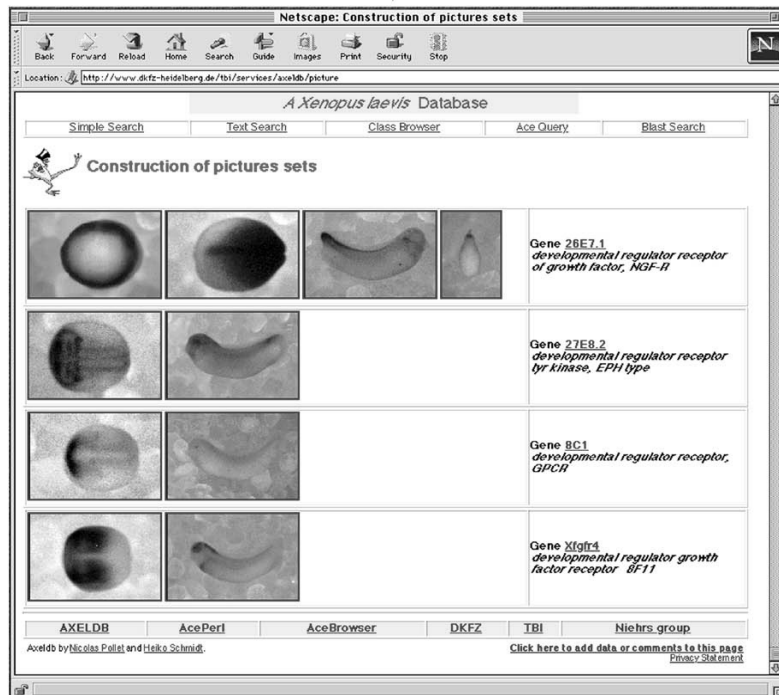 Netscape: Construction of pictures sets
Back Forward Reload Home Search Guide Images Print Security Stop
N
Location: http://www.dkfz-heidelberg.de/tbi/services/axeldb/picture
A Xenopus laevis Database
Simple Search Text Search Class Browser Ace Query Blast Search
Construction of pictures sets
Gene 26E7.1
developmental regulator receptor
of growth factor, NGF-R
Gene 27E8.2
developmental regulator receptor
tyr kinase, EPH type
Gene 8C1
developmental regulator receptor,
GPCR
Gene Xfgfr4
developmental regulator growth
factor receptor 8F11
AXELDB AcePerl AceBrowser DKFZ TBI Niehrs group
Axeldb by Nicolas Pollet and Heiko Schmidt. Click here to add data or comments to this page
Privacy Statement